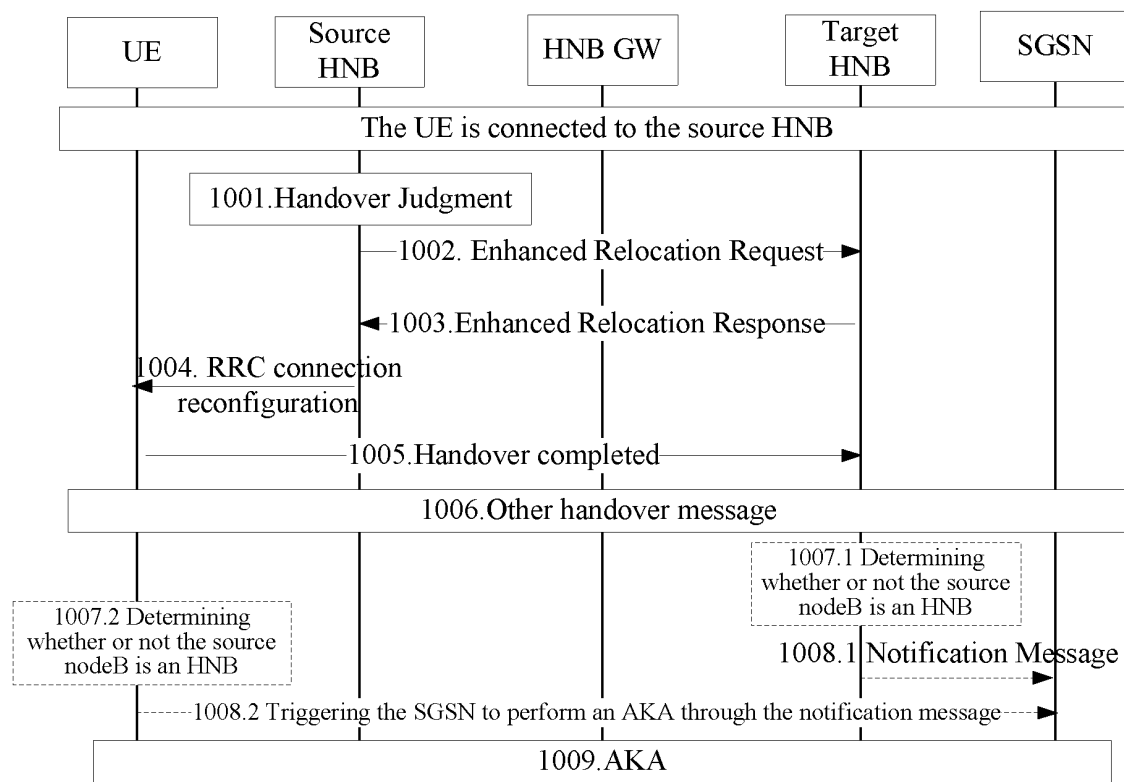 UE
Source
HNB
HNB GW
Target
HNB
SGSN
The UE is connected to the source HNB
1001.Handover Judgment
1002. Enhanced Relocation Request
1003.Enhanced Relocation Response
1004. RRC connection
reconfiguration
1005.Handover completed
1006.Other handover message
1007.1 Determining
whether or not the source
nodeB is an HNB
1007.2 Determining
whether or not the source
nodeB is an HNB
1008.1 Notification Message
1008.2 Triggering the SGSN to perform an AKA through the notification message
1009.AKA